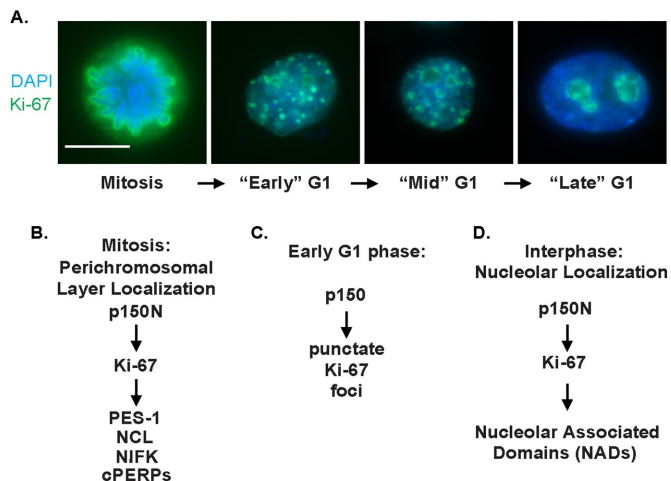 A.
DAPI
Ki-67
Mitosis → "Early" G1 → "Mid" G1 → "Late" G1
B.
Mitosis:
Perichromosomal
Layer Localization
p150N
Ki-67
PES-1
NCL
NIFK
cPERPs
C.
Early G1 phase:
p150
punctate
Ki-67
foci
D.
Interphase:
Nucleolar Localization
p150N
Ki-67
Nucleolar Associated
Domains (NADs)